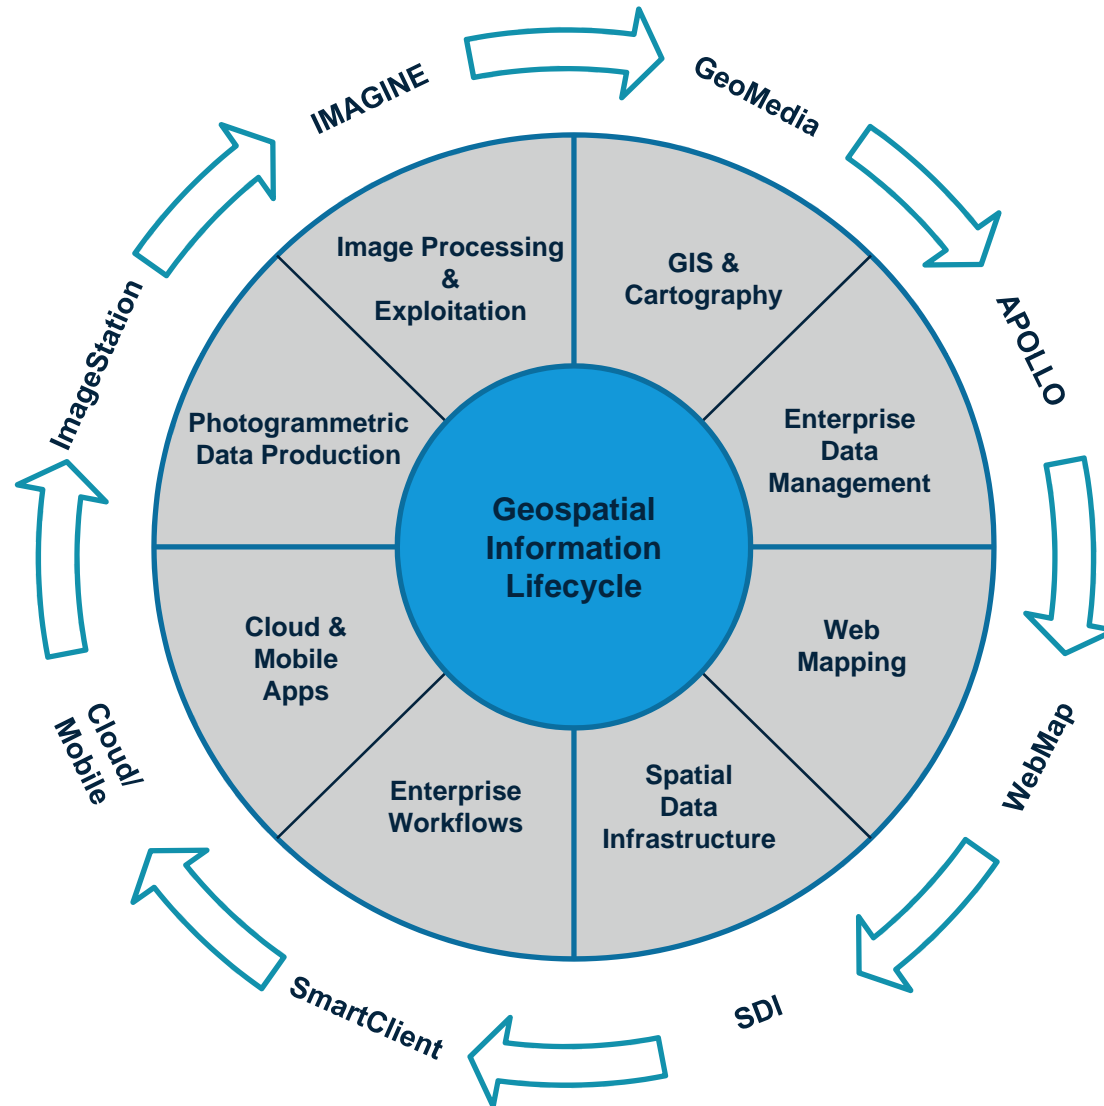 IMAGINE
GeoMedia
APOLLO
WebMap
SDI
SmartClient
Cloud/
Mobile
ImageStation
Image Processing
&
Exploitation
GIS &
Cartography
Enterprise
Data
Management
Web
Mapping
Spatial
Data
Infrastructure
Enterprise
Workflows
Cloud &
Mobile
Apps
Photogrammetric
Data Production
Geospatial
Information
Lifecycle